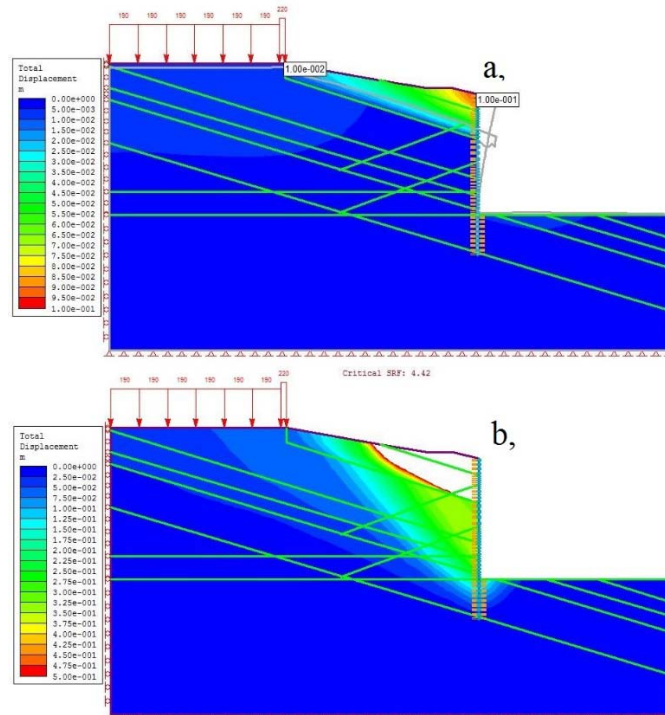 150 150 150 150 150 150 220
Total
Displacement
m
0.00e+000
5.00e-003
1.00e-002
1.50e-002
2.00e-002
2.50e-002
3.00e-002
3.50e-002
4.00e-002
4.50e-002
5.00e-002
5.50e-002
6.00e-002
6.50e-002
7.00e-002
7.50e-002
8.00e-002
8.50e-002
9.00e-002
9.50e-002
1.00e-001
1.00e-002
a,
1.00e-001
Critical SRF: 4.42
190 190 190 190 190 190 220
Total
Displacement
m
0.00e+000
2.50e-002
5.00e-002
7.50e-002
1.00e-001
1.25e-001
1.50e-001
1.75e-001
2.00e-001
2.25e-001
2.50e-001
2.75e-001
3.00e-001
3.25e-001
3.50e-001
3.75e-001
4.00e-001
4.25e-001
4.50e-001
4.75e-001
5.00e-001
b,